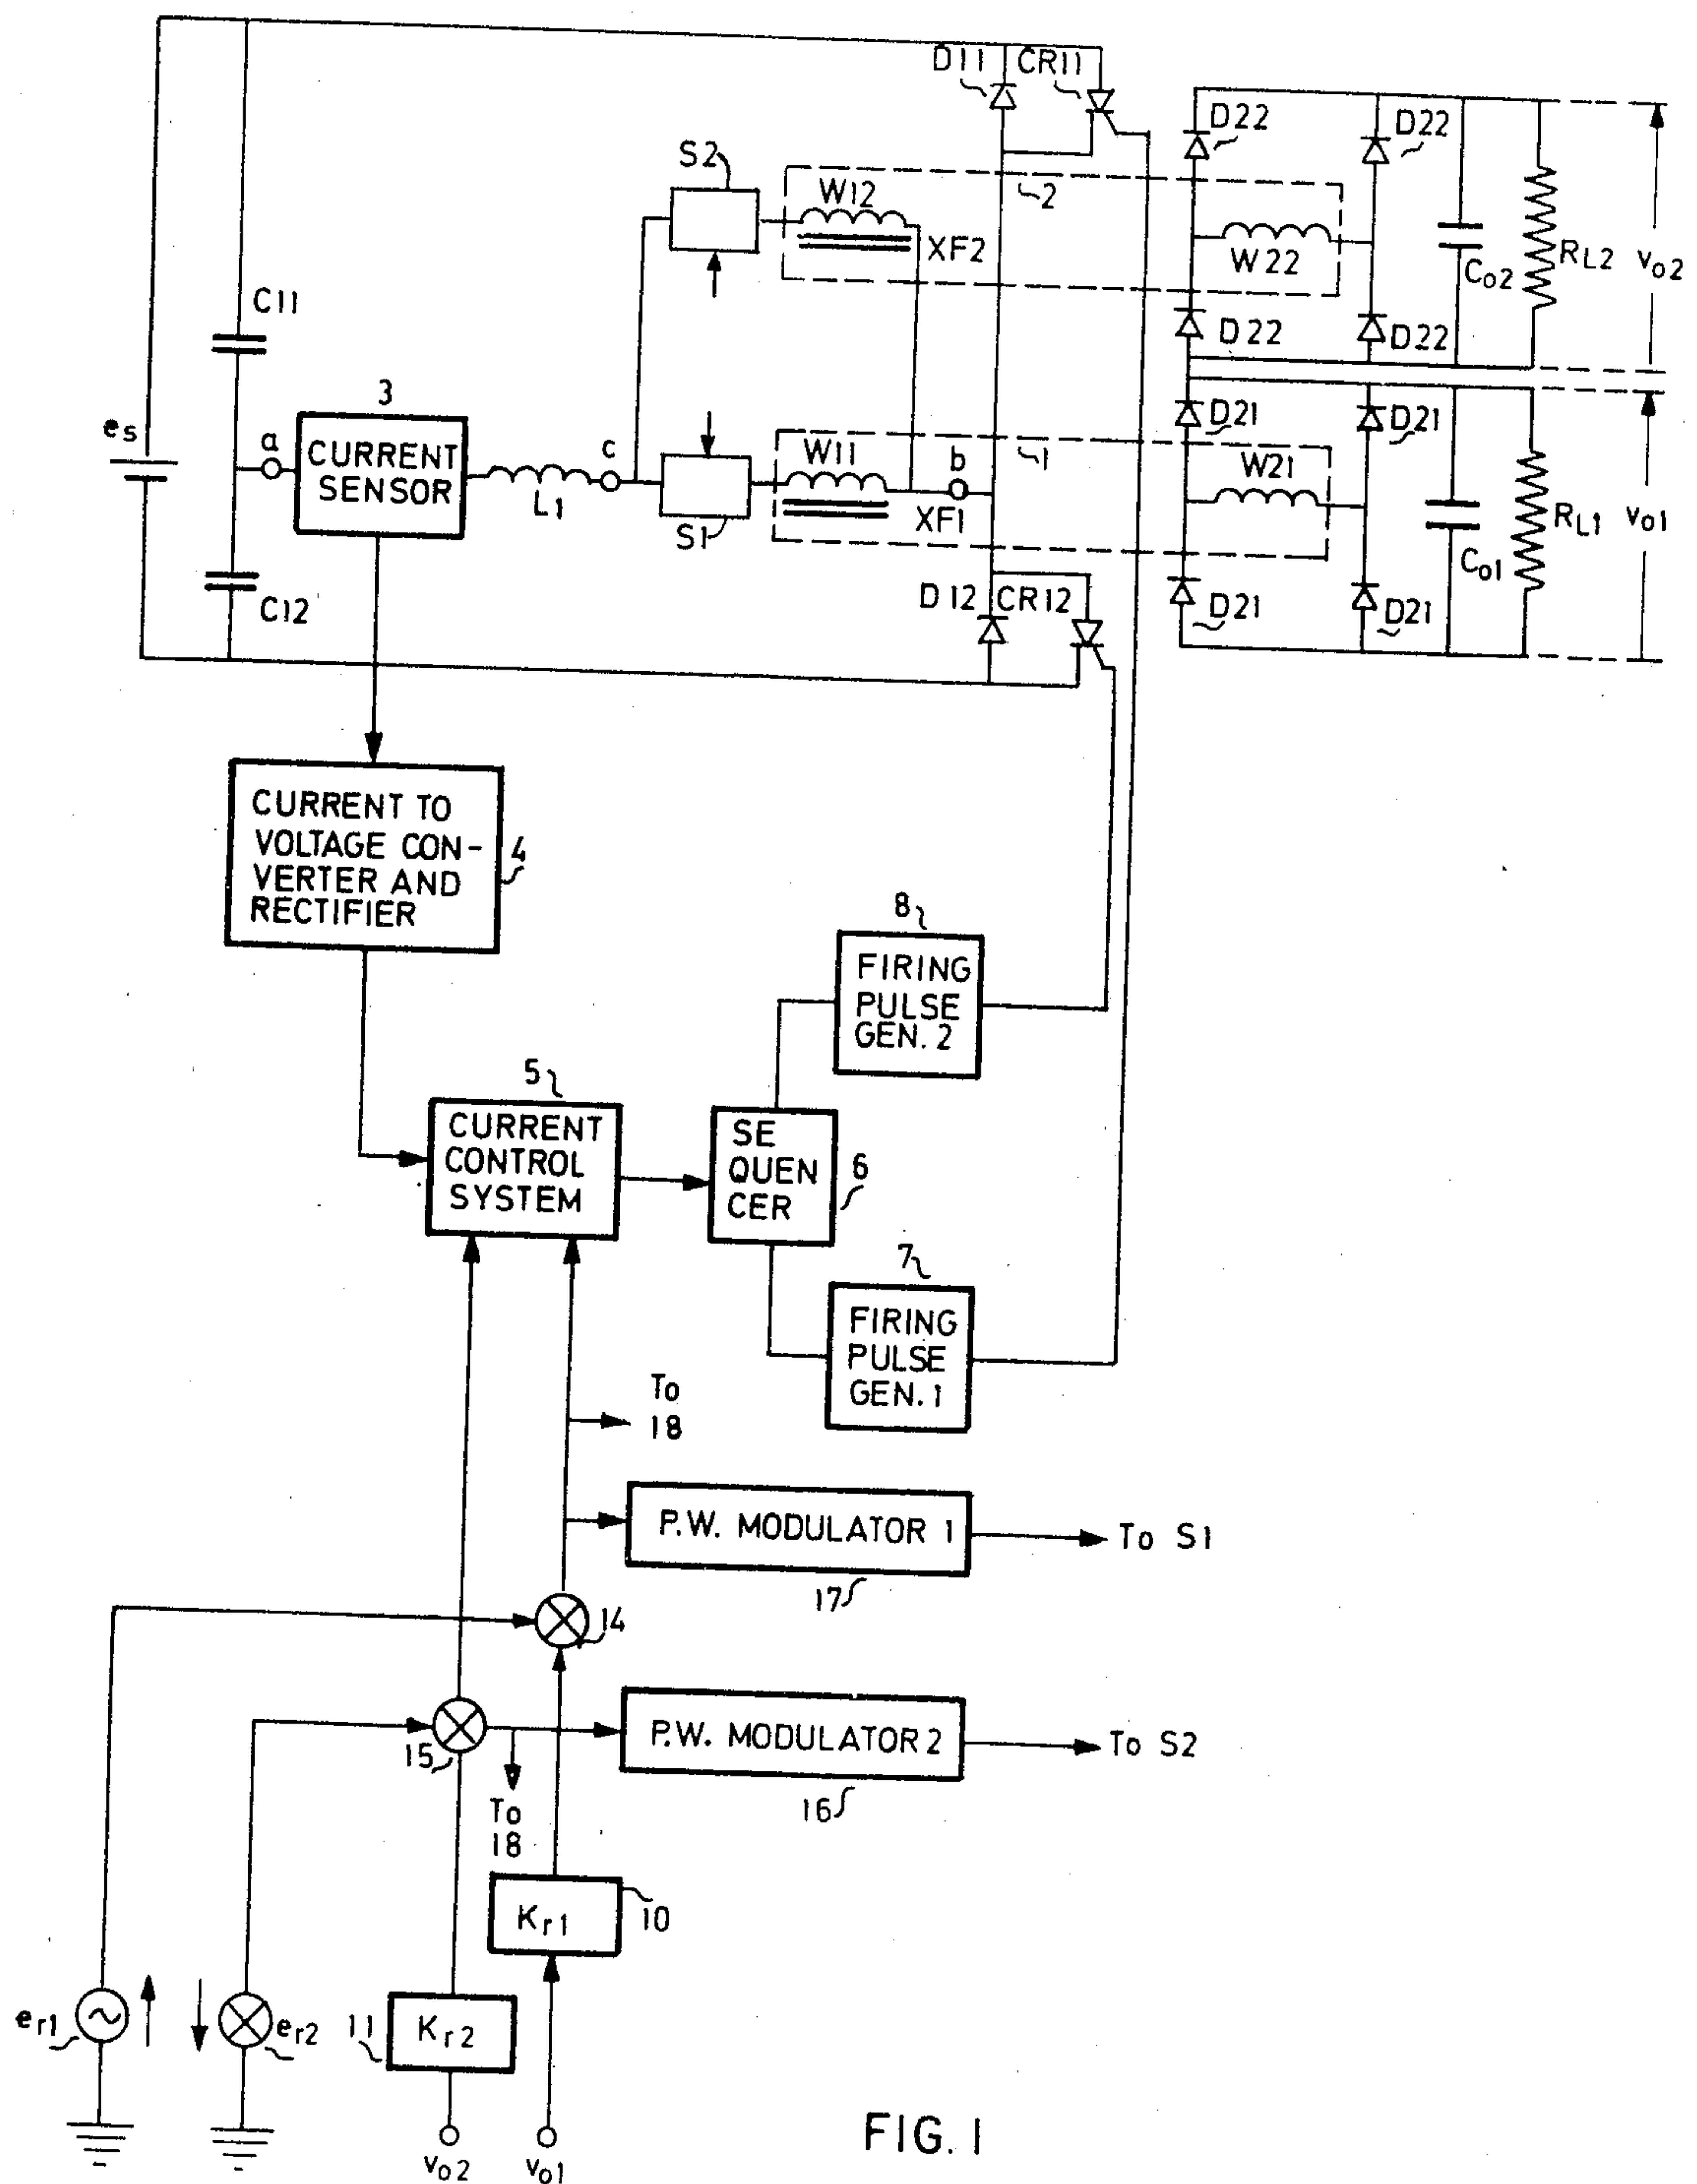 D11
CR11
D22
D22
S2
W12
2
XF2
W22
Co2
RL2
vo2
C11
D22
D22
3
es
a
CURRENT
SENSOR
L1
c
S1
W11
XF1
b
1
D21
D21
W21
Co1
RL1
vo1
C12
D12
CR12
D21
D21
CURRENT TO
VOLTAGE CON-
VERTER AND
RECTIFIER
4
8
FIRING
PULSE
GEN. 2
5
CURRENT
CONTROL
SYSTEM
SE
QUEN
CER
6
7
FIRING
PULSE
GEN. 1
To
18
P.W. MODULATOR 1
To S1
17
14
P.W. MODULATOR 2
To S2
15
16
To
18
Kr1
10
er1
er2
11
Kr2
vo2
vo1
FIG. 1